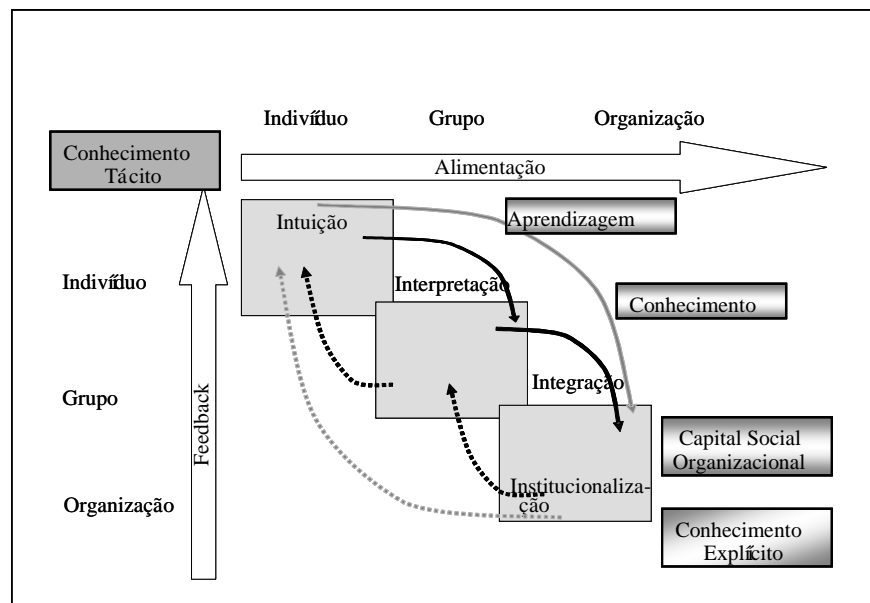 Indivíduo
Grupo
Organização
Conhecimento
Tácito
Alimentação
Intuição
Aprendizagem
Indivíduo
Interpretação
Conhecimento
Grupo
Integração
Feedback
Capital Social
Organizacional
Organização
Institucionaliza-
ção
Conhecimento
Explícito